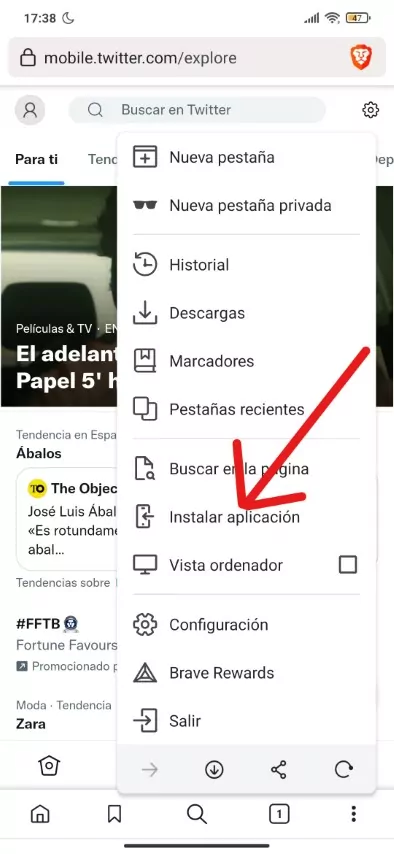 17:38
47
mobile.twitter.com/explore
Buscar en Twitter
Para ti
Tend
Dep
Nueva pestaña
Nueva pestaña privada
Historial
Descargas
Marcadores
Pestañas recientes
Buscar en la página
Instalar aplicación
Vista ordenador
Configuración
Brave Rewards
Salir
Películas & TV · EN
El adelant
Papel 5' h
Tendencia en Espa
Ábalos
TO The Objec
José Luis Ábal
«Es rotundame
abal...
Tendencias sobre
#FFTB
Fortune Favours
Promocionado p
Moda · Tendencia
Zara
1